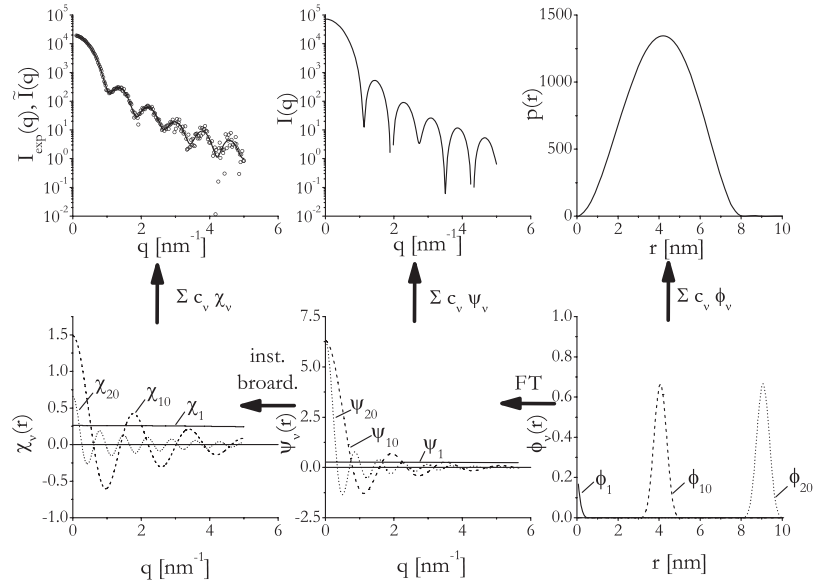 I_exp(q), Ĩ(q)
10^5
10^4
10^3
10^2
10^1
10^0
10^-1
10^-2
0 2 4 6
q [nm^-1]
I(q)
10^5
10^4
10^3
10^2
10^1
10^0
10^-1
10^-2
0 2 4 6
q [nm^-1]
p(r)
1500
1000
500
0
0 2 4 6 8 10
r [nm]
Σ c_ν χ_ν
Σ c_ν ψ_ν
Σ c_ν ϕ_ν
χ_ν(r)
1.5
1.0
0.5
0.0
-0.5
-1.0
χ_20
χ_10
χ_1
0 2 4 6
q [nm^-1]
inst.
broard.
ψ_ν(r)
7.5
5.0
2.5
0.0
-2.5
ψ_20
ψ_10
ψ_1
0 2 4 6
q [nm^-1]
FT
ϕ_ν(r)
1.0
0.8
0.6
0.4
0.2
0.0
ϕ_1
ϕ_10
ϕ_20
0 2 4 6 8 10
r [nm]